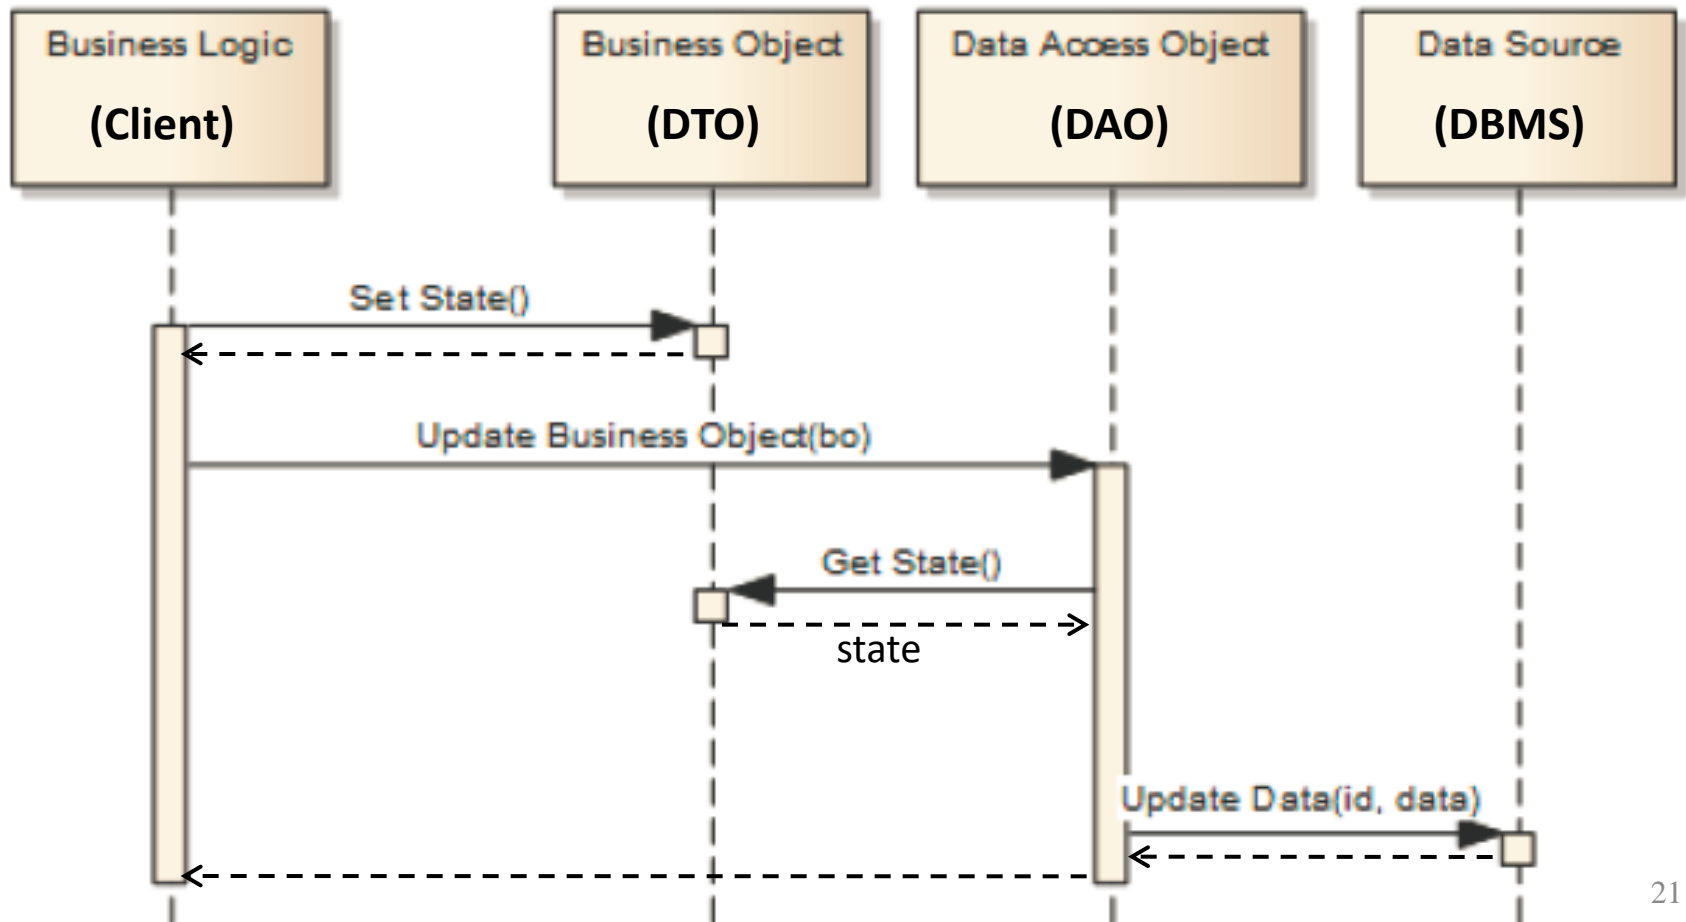 Business Logic
(Client)
Business Object
(DTO)
Data Access Object
(DAO)
Data Source
(DBMS)
Set State()
Update Business Object(bo)
Get State()
state
Update Data(id, data)
21